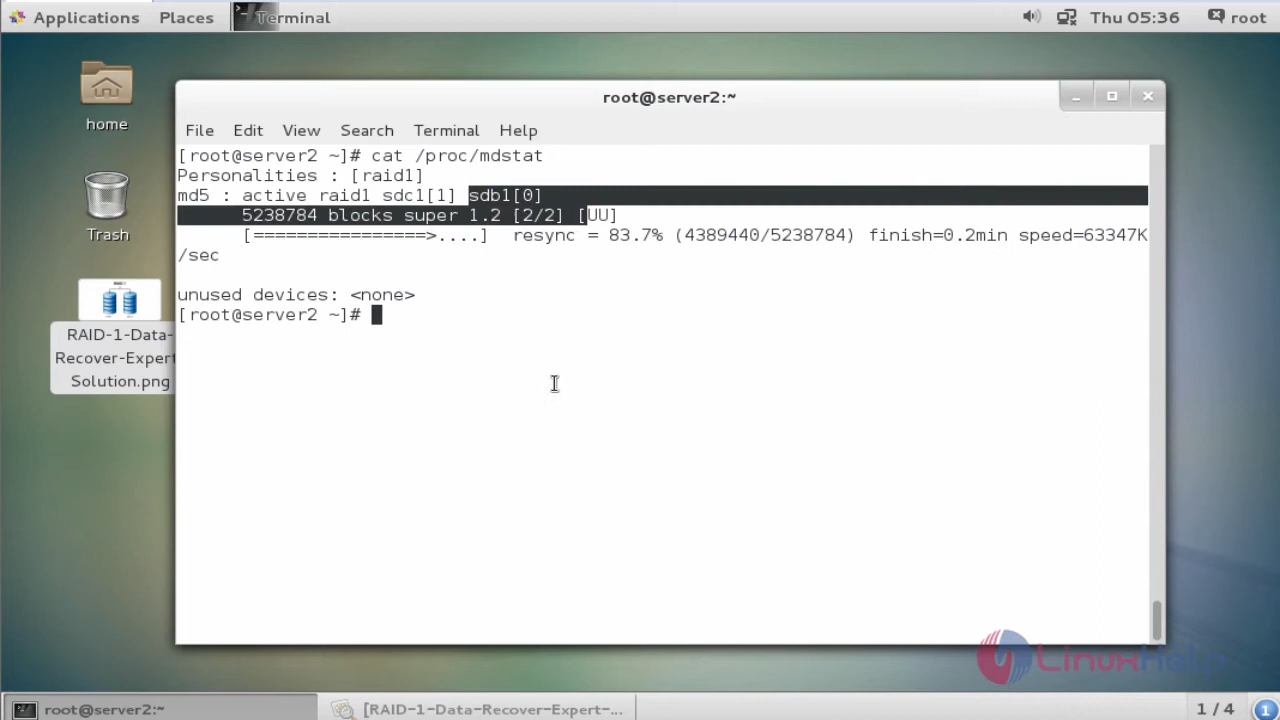 Applications Places Terminal Thu 05:36 root
home
Trash
RAID-1-Data-
Recover-Expert
Solution.png
root@server2:~
File Edit View Search Terminal Help
[root@server2 ~]# cat /proc/mdstat
Personalities : [raid1]
md5 : active raid1 sdc1[1] sdb1[0]
5238784 blocks super 1.2 [2/2] [UU]
[================>....] resync = 83.7% (4389440/5238784) finish=0.2min speed=63347K
/sec
unused devices: <none>
[root@server2 ~]#
LinuxHelp
root@server2:~ [RAID-1-Data-Recover-Expert-... 1 / 4 1